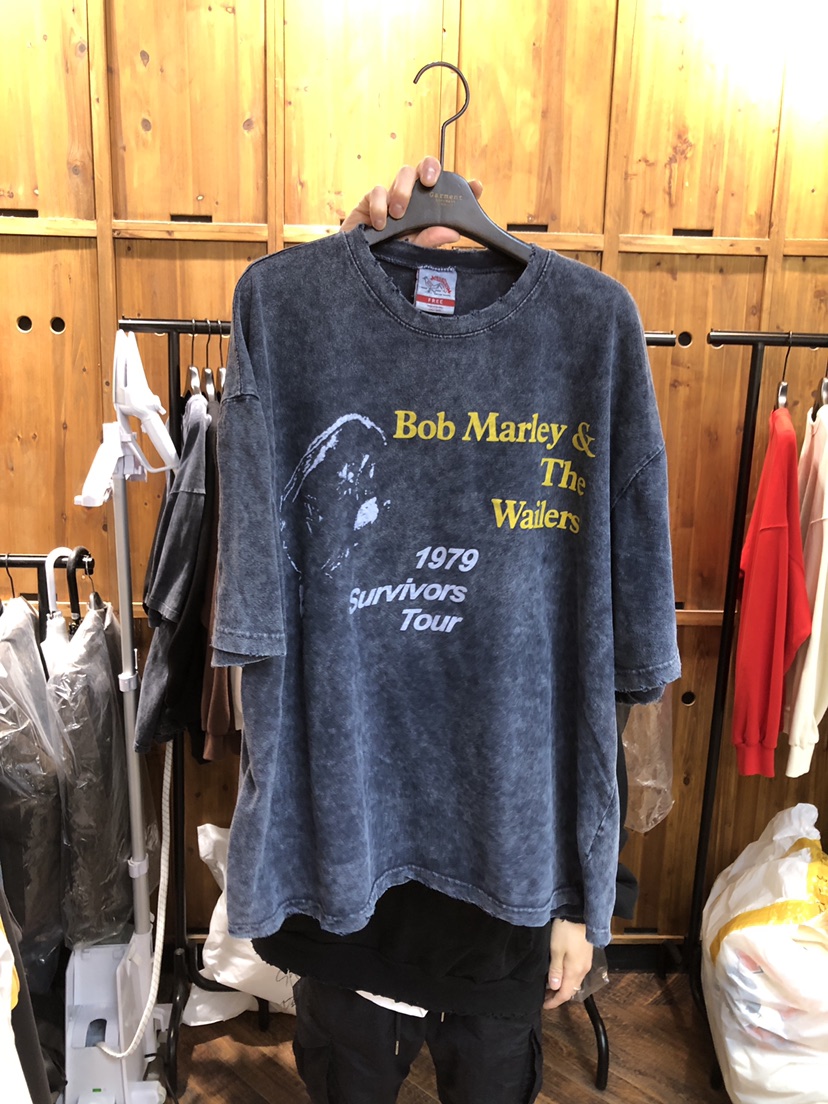 FREE
Bob Marley &
The
Wailers
1979
Survivors
Tour